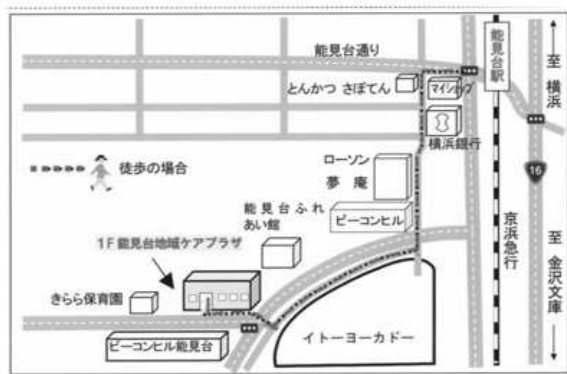 能見台通り
能見台駅
至 横浜
とんかつ さぼてん
マイショップ
横浜銀行
徒歩の場合
ローソン
夢 庵
16
能見台ふれ
あい館
ビーコンヒル
京浜急行
至 金沢文庫
1F能見台地域ケアプラザ
きらら保育園
イトーヨーカドー
ビーコンヒル能見台